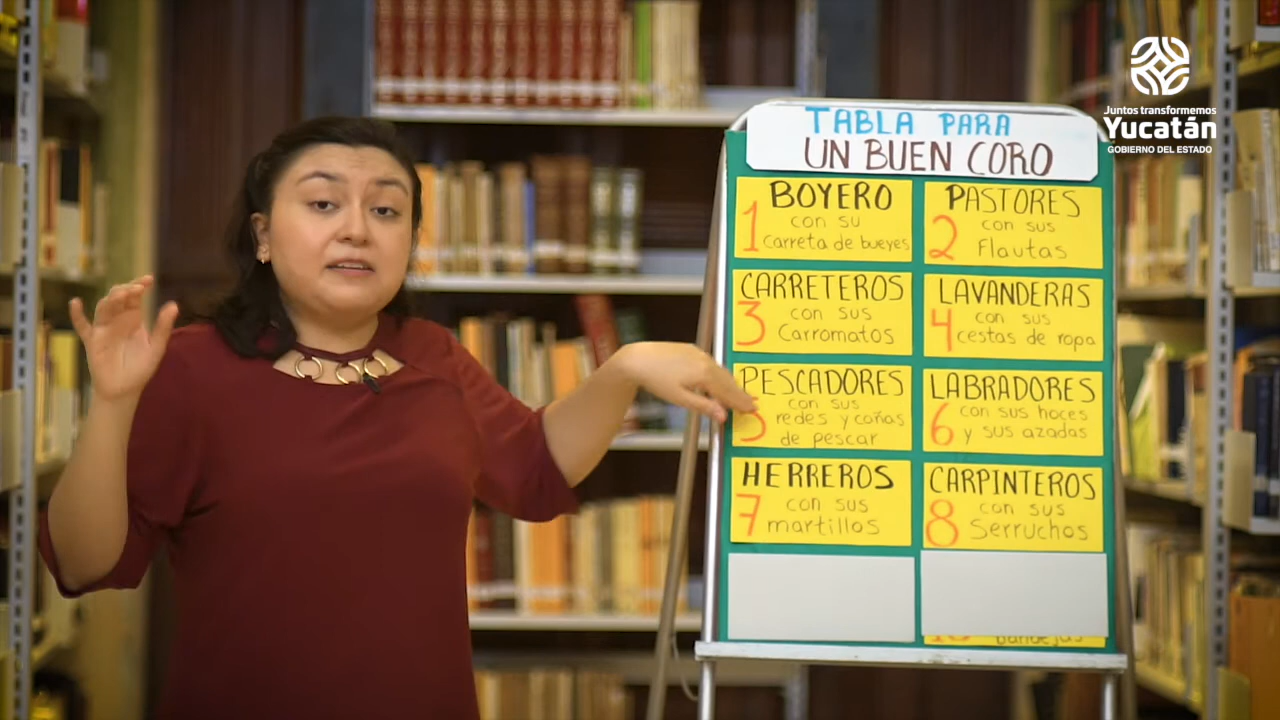 Juntos transformemos
Yucatán
GOBIERNO DEL ESTADO
TABLA PARA
UN BUEN CORO
1 BOYERO
con su
carreta de bueyes
2 PASTORES
con sus
flautas
3 CARRETEROS
con sus
Carromatos
4 LAVANDERAS
con sus
cestas de ropa
5 PESCADORES
con sus
redes y cañas
de pescar
6 LABRADORES
con sus hoces
y sus azadas
7 HERREROS
con sus
martillos
8 CARPINTEROS
con sus
Serruchos